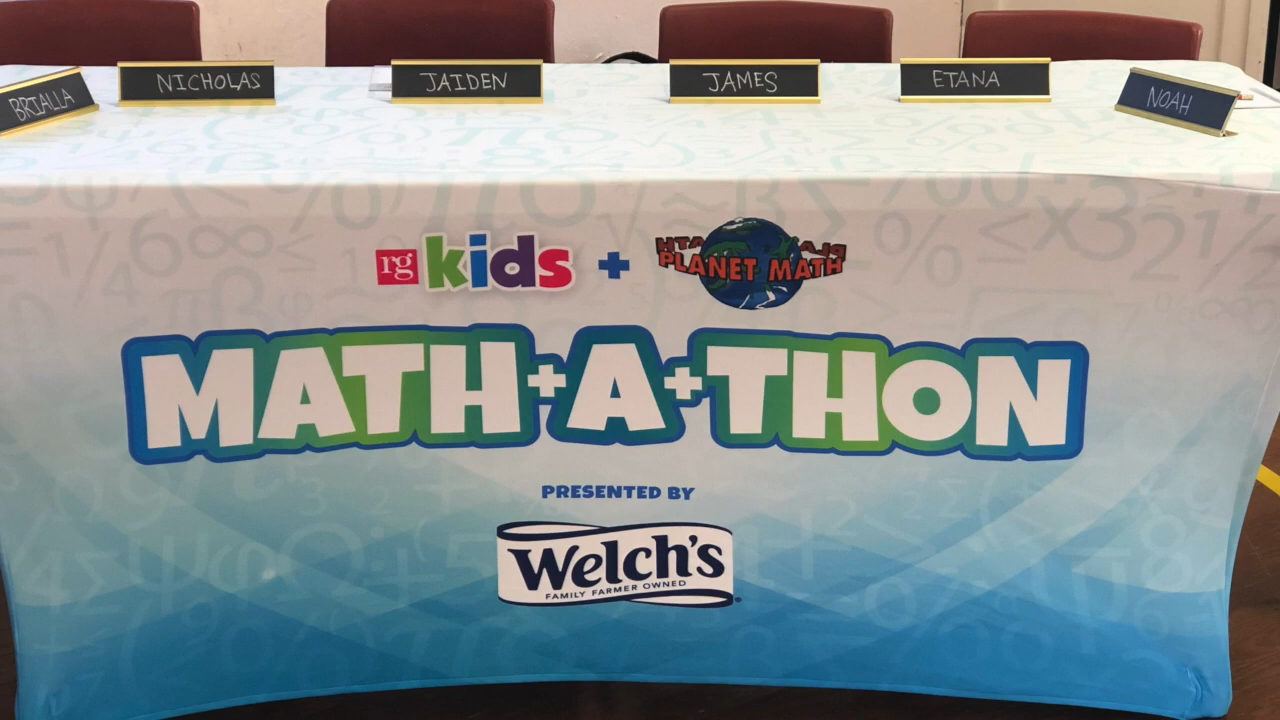 BRIALLA
NICHOLAS
JAIDEN
JAMES
ETANA
NOAH
rg kids + PLANET MATH
MATH+A+THON
PRESENTED BY
Welch's
FAMILY FARMER OWNED